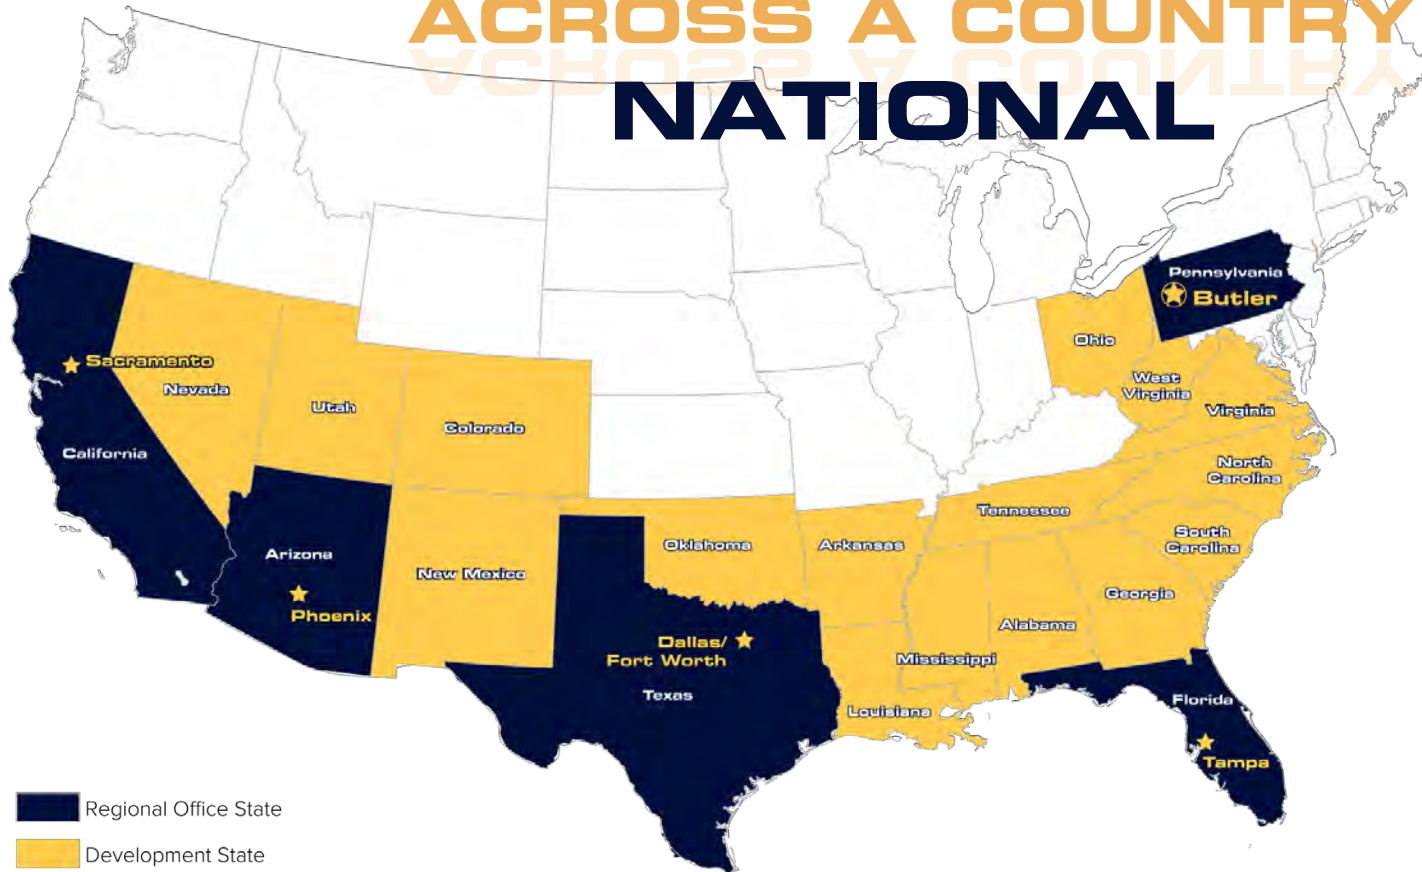 ACROSS A COUNTRY
NATIONAL
Pennsylvania
Butler
Ohio
West
Virginia
Virginia
Sacramento
Nevada
Utah
Colorado
California
North
Carolina
Tennessee
South
Carolina
Arizona
Oklahoma
Arkansas
New Mexico
Georgia
Phoenix
Alabama
Dallas/
Fort Worth
Mississippi
Texas
Louisiana
Florida
Tampa
Regional Office State
Development State